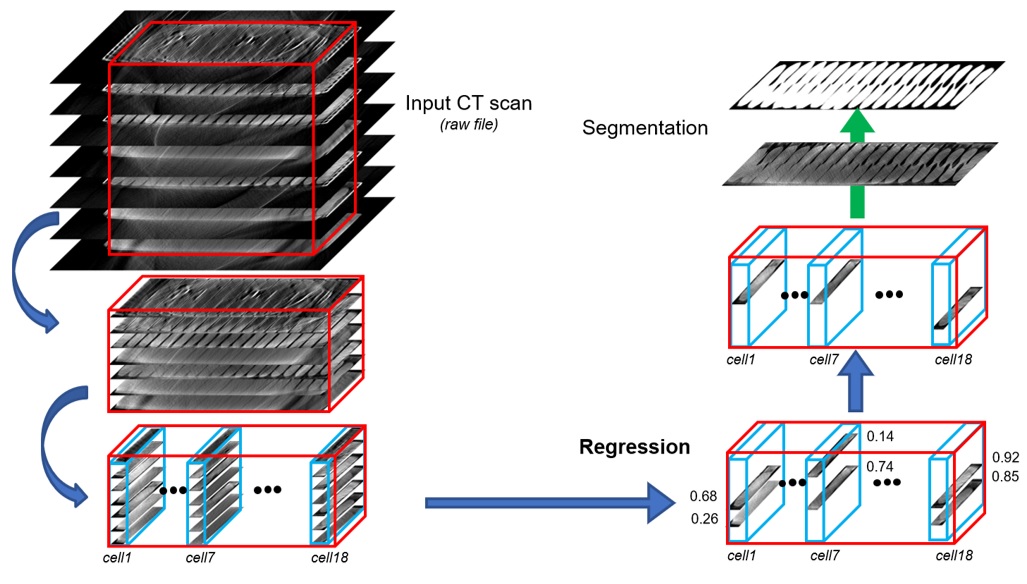 Input CT scan
(raw file)
Segmentation
cell1
cell7
cell18
Regression
0.14
0.92
0.74
0.85
0.68
0.26
cell1
cell7
cell18
cell1
cell7
cell18